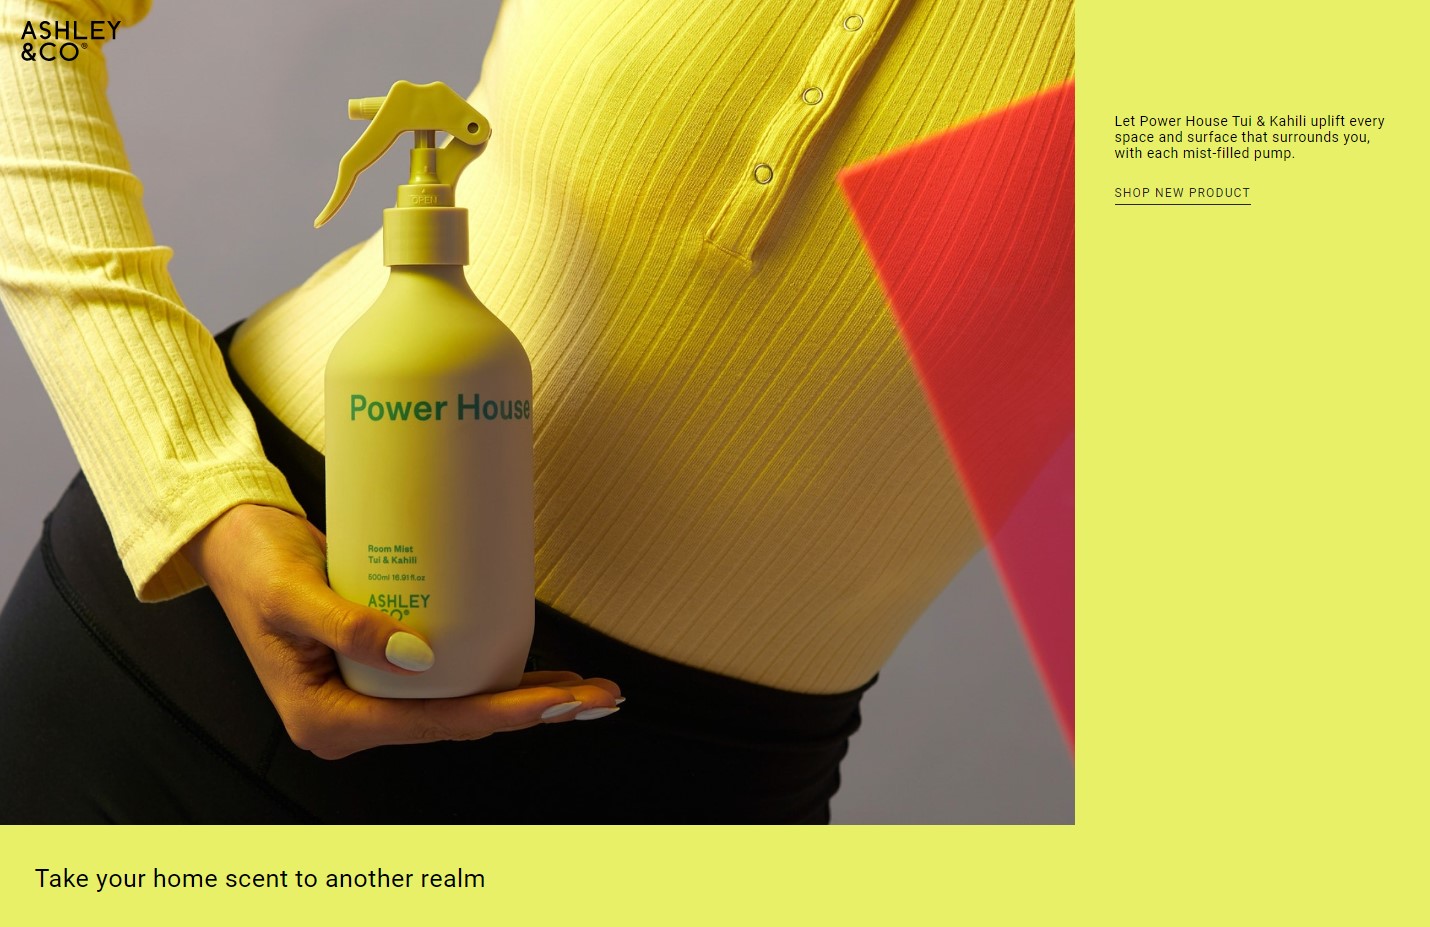 ASHLEY
&CO®
OPEN
Power House
Room Mist
Tui & Kahili
500ml 16.91 fl.oz
ASHLEY
CO®
Let Power House Tui & Kahili uplift every
space and surface that surrounds you,
with each mist-filled pump.
SHOP NEW PRODUCT
Take your home scent to another realm